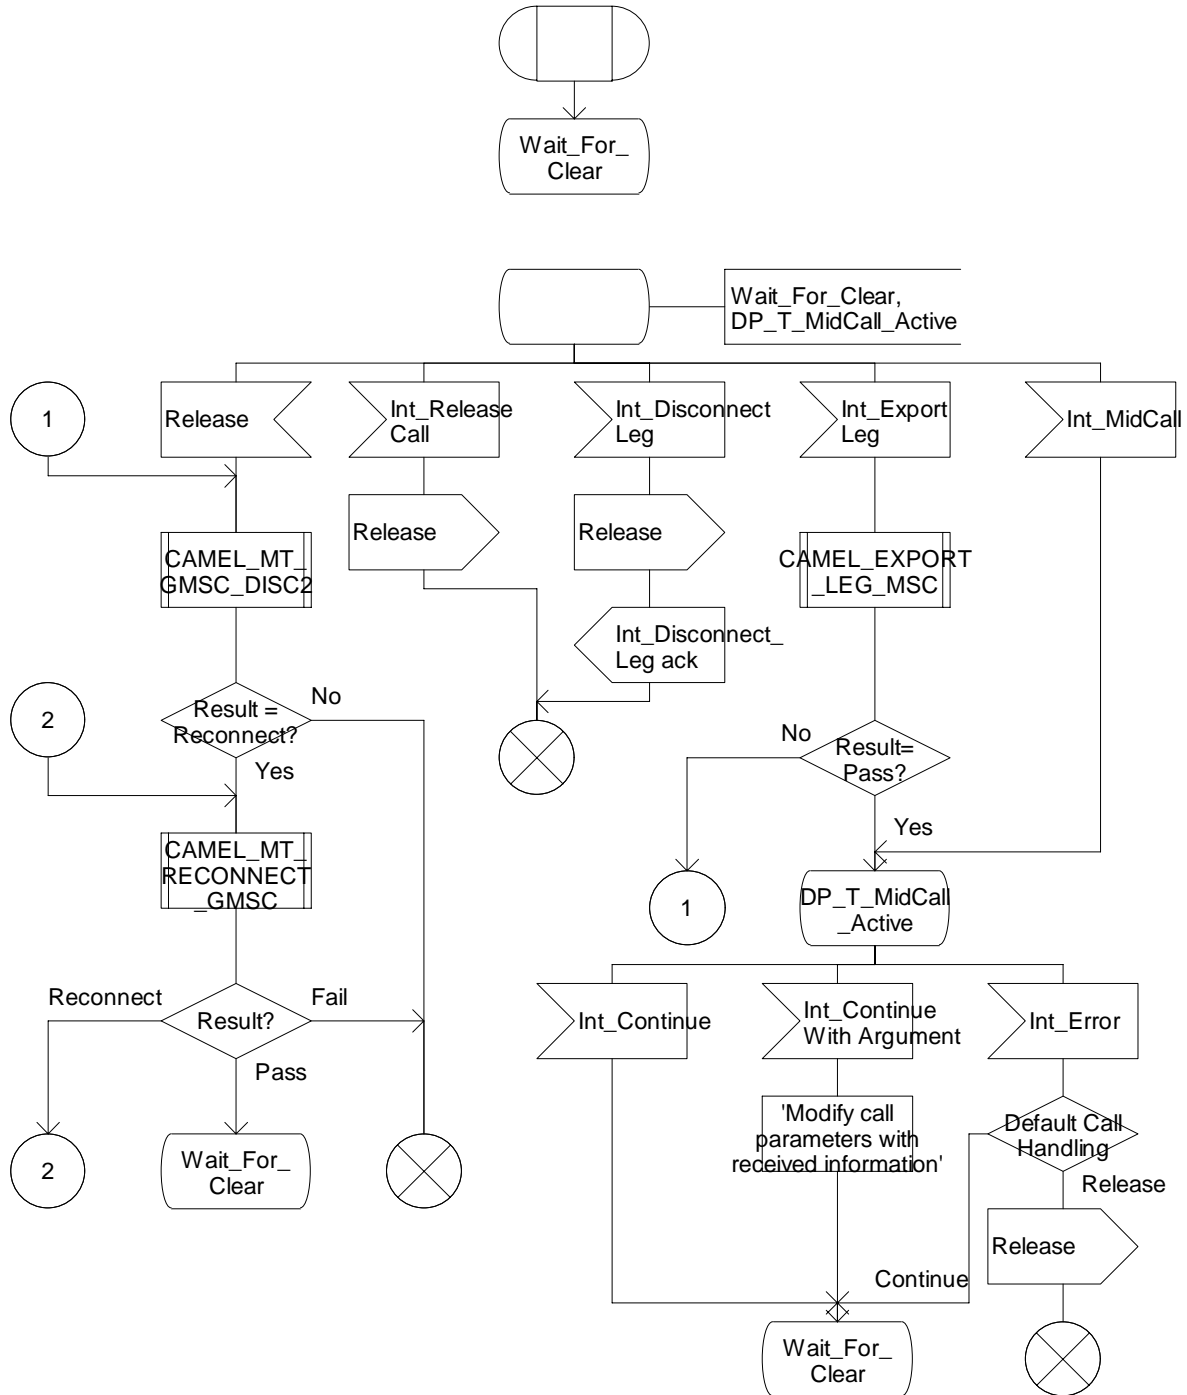 Wait_For_
Clear
Wait_For_Clear,
DP_T_MidCall_Active
1
Release
Int_Release
Call
Int_Disconnect
Leg
Int_Export
Leg
Int_MidCall
Release
Release
CAMEL_MT_
GMSC_DISC2
CAMEL_EXPORT
_LEG_MSC
Int_Disconnect_
Leg ack
2
Result =
Reconnect?
No
Yes
No
Result=
Pass?
Yes
CAMEL_MT_
RECONNECT
_GMSC
1
DP_T_MidCall
_Active
Reconnect
Result?
Fail
Pass
Int_Continue
Int_Continue
With Argument
Int_Error
2
Wait_For_
Clear
'Modify call
parameters with
received information'
Default Call
Handling
Release
Release
Continue
Wait_For_
Clear